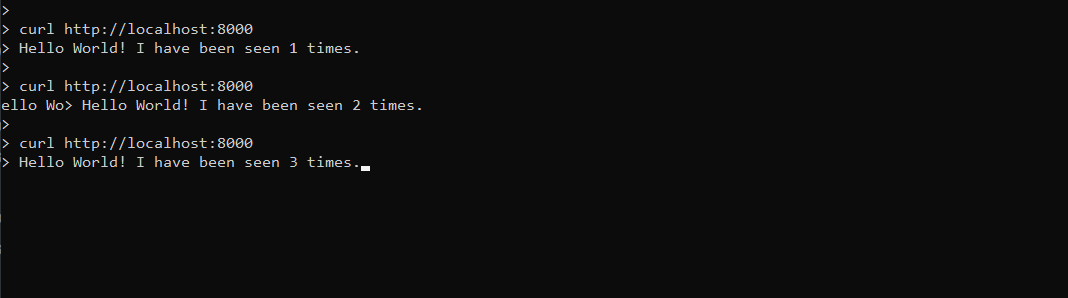 >
> curl http://localhost:8000
> Hello World! I have been seen 1 times.
>
> curl http://localhost:8000
ello Wo> Hello World! I have been seen 2 times.
>
> curl http://localhost:8000
> Hello World! I have been seen 3 times.